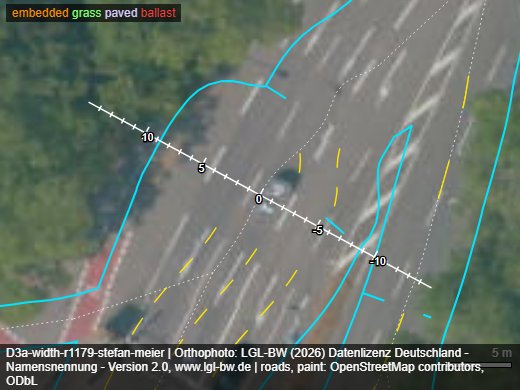 embedded grass paved ballast
10
5
0
-5
-10
5 m
D3a-width-r1179-stefan-meier | Orthophoto: LGL-BW (2026) Datenlizenz Deutschland -
Namensnennung - Version 2.0, www.lgl-bw.de | roads, paint: OpenStreetMap contributors,
ODbL